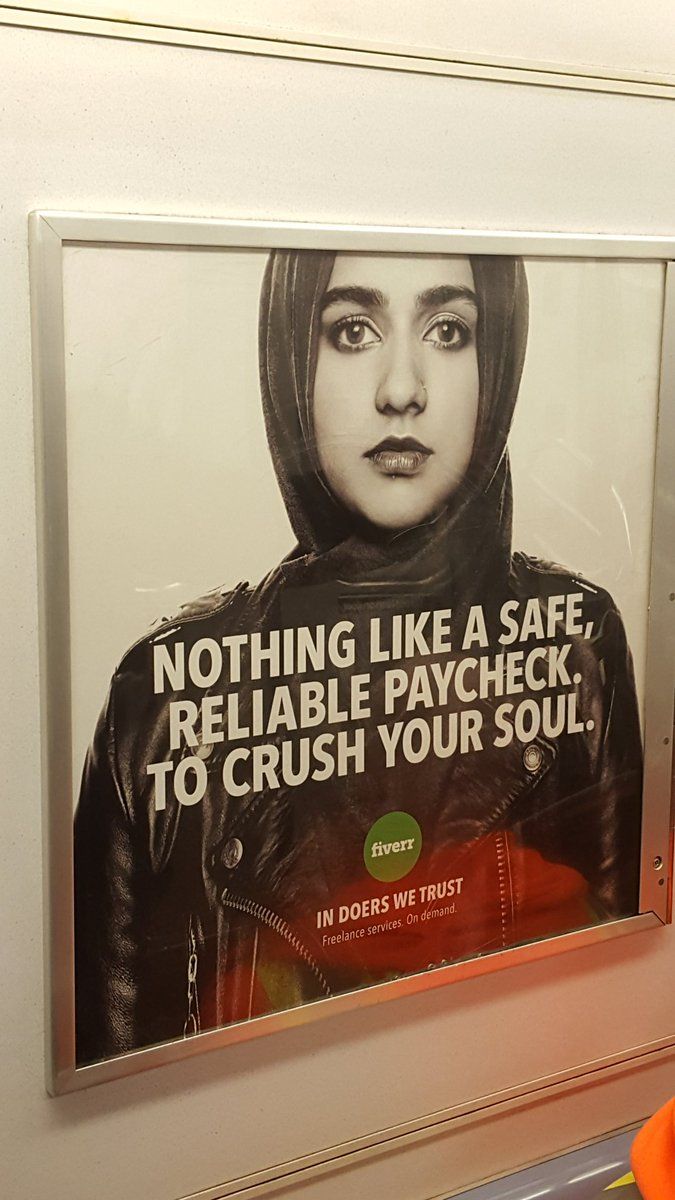 NOTHING LIKE A SAFE,
RELIABLE PAYCHECK.
TO CRUSH YOUR SOUL.
fiverr
IN DOERS WE TRUST
Freelance services. On demand.